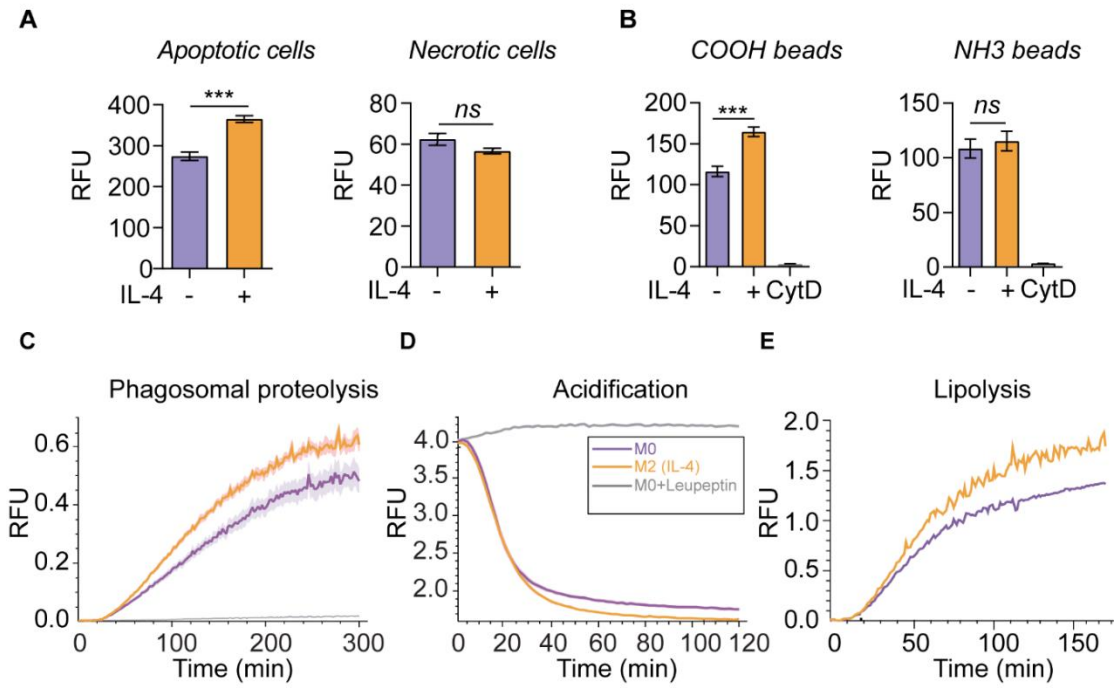 A
B
Apoptotic cells
Necrotic cells
COOH beads
NH3 beads
***
ns
***
ns
400
300
200
100
0
RFU
IL-4 - +
80
60
40
20
0
RFU
IL-4 - +
200
150
100
50
0
RFU
IL-4 - + CytD
150
100
50
0
RFU
IL-4 - + CytD
C
D
E
Phagosomal proteolysis
Acidification
Lipolysis
0.6
0.4
0.2
0.0
RFU
100 200 300
Time (min)
4.0
3.0
2.5
2.0
RFU
M0
M2 (IL-4)
M0+Leupeptin
0 20 40 60 80 100 120
Time (min)
2.0
1.5
1.0
0.5
0.0
RFU
0 50 100 150
Time (min)